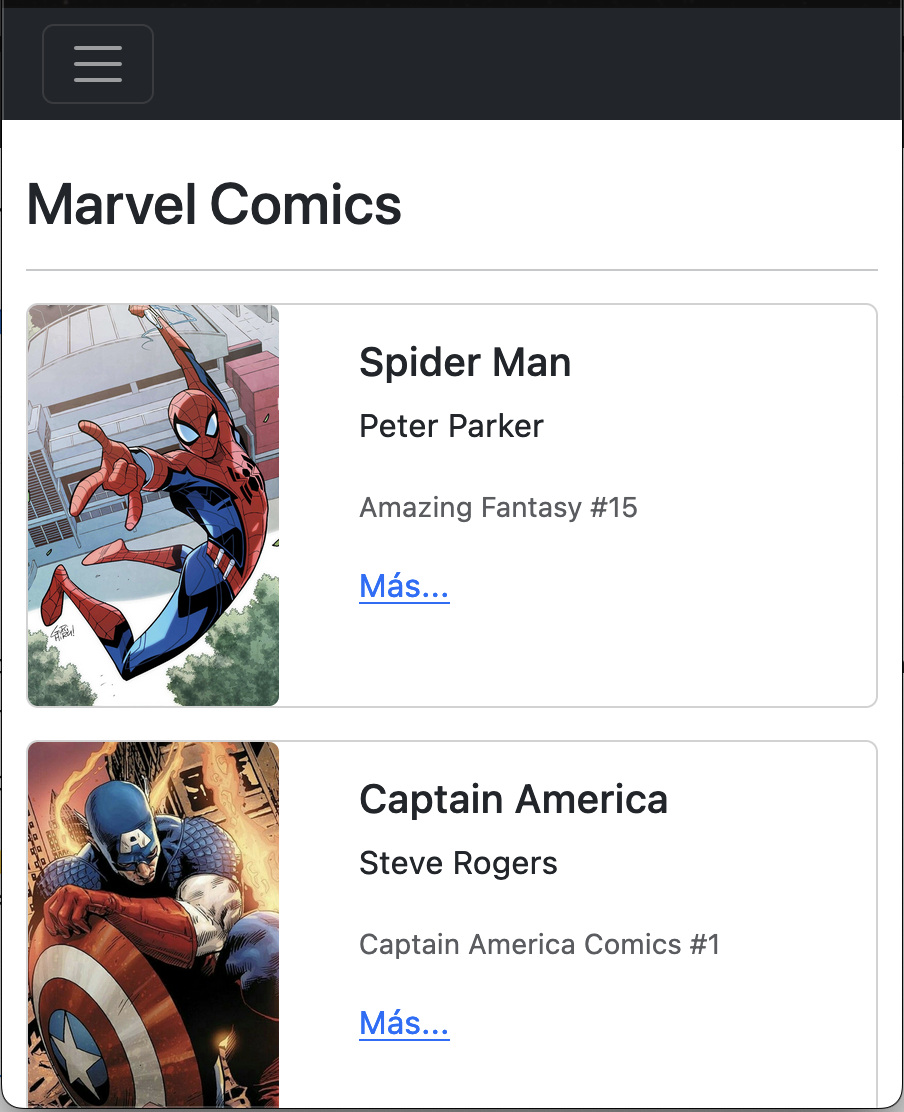 Marvel Comics
Spider Man
Peter Parker
Amazing Fantasy #15
Más...
Captain America
Steve Rogers
Captain America Comics #1
Más...